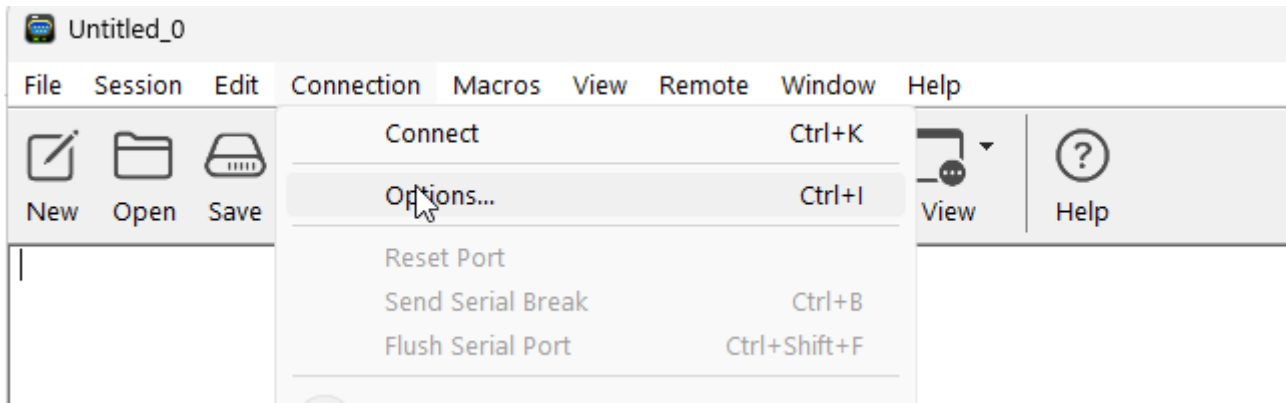 Untitled_0
File Session Edit Connection Macros View Remote Window Help
Connect Ctrl+K
Options... Ctrl+I
New Open Save View Help
Reset Port
Send Serial Break Ctrl+B
Flush Serial Port Ctrl+Shift+F